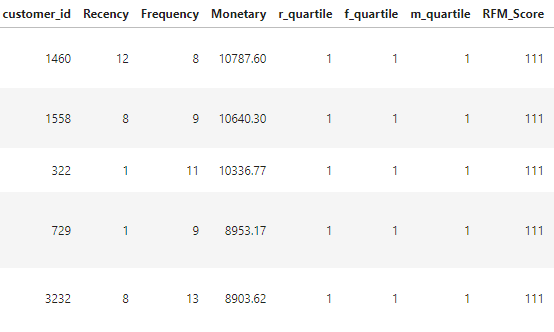 customer_id Recency Frequency Monetary r_quartile f_quartile m_quartile RFM_Score
1460 12 8 10787.60 1 1 1 111
1558 8 9 10640.30 1 1 1 111
322 1 11 10336.77 1 1 1 111
729 1 9 8953.17 1 1 1 111
3232 8 13 8903.62 1 1 1 111